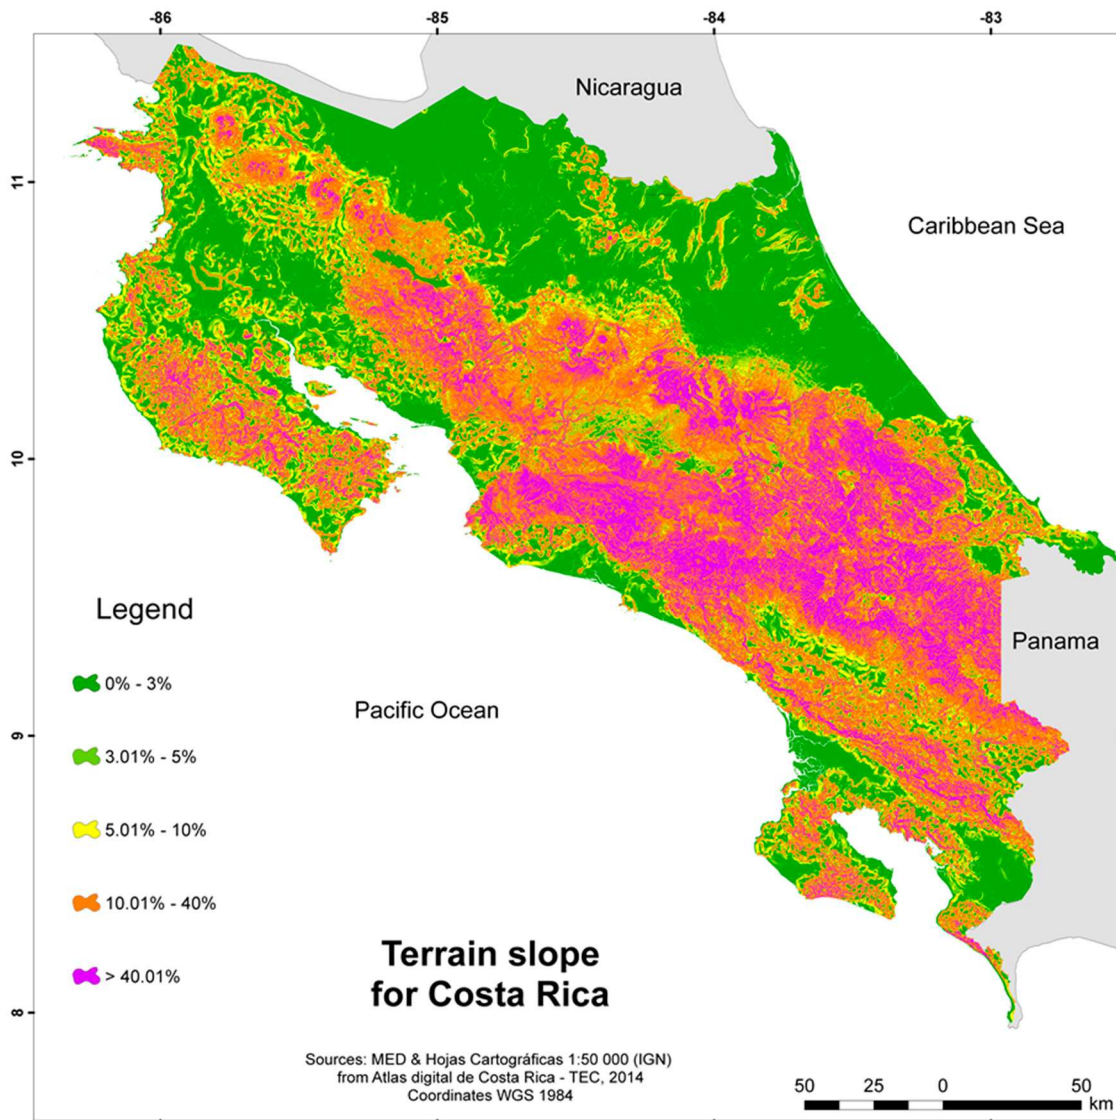 -86
-85
-84
-83
Nicaragua
11
Caribbean Sea
10
Legend
Panama
0% - 3%
Pacific Ocean
9
3.01% - 5%
5.01% - 10%
10.01% - 40%
Terrain slope
for Costa Rica
> 40.01%
8
Sources: MED & Hojas Cartográficas 1:50 000 (IGN)
from Atlas digital de Costa Rica - TEC, 2014
Coordinates WGS 1984
50 25 0 50
km